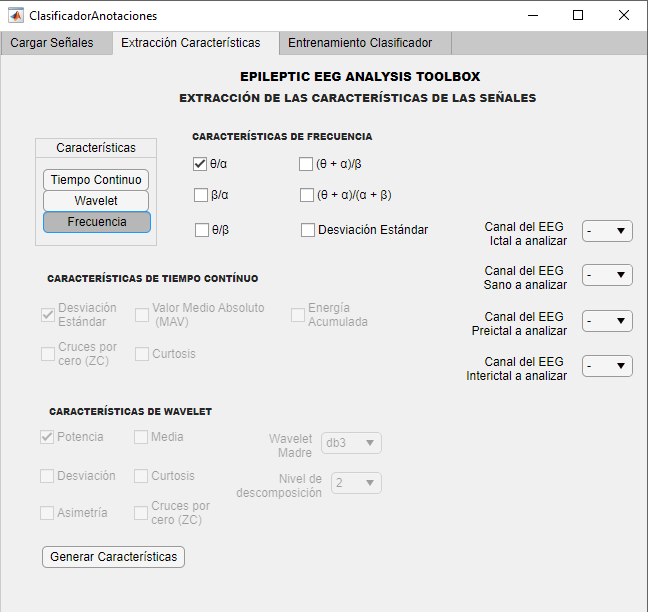 ClasificadorAnotaciones
Cargar Señales
Extracción Características
Entrenamiento Clasificador
EPILEPTIC EEG ANALYSIS TOOLBOX
EXTRACCIÓN DE LAS CARACTERÍSTICAS DE LAS SEÑALES
Características
Tiempo Continuo
Wavelet
Frecuencia
CARACTERÍSTICAS DE FRECUENCIA
θ/α
(θ + α)/β
β/α
(θ + α)/(α + β)
θ/β
Desviación Estándar
Canal del EEG
Ictal a analizar
-
Canal del EEG
Sano a analizar
-
Canal del EEG
Preictal a analizar
-
Canal del EEG
Interictal a analizar
-
CARACTERÍSTICAS DE TIEMPO CONTÍNUO
Desviación
Estándar
Valor Medio Absoluto
(MAV)
Energía
Acumulada
Cruces por
cero (ZC)
Curtosis
CARACTERÍSTICAS DE WAVELET
Potencia
Media
Wavelet
Madre
db3
Desviación
Curtosis
Nivel de
descomposición
2
Asimetría
Cruces por
cero (ZC)
Generar Características